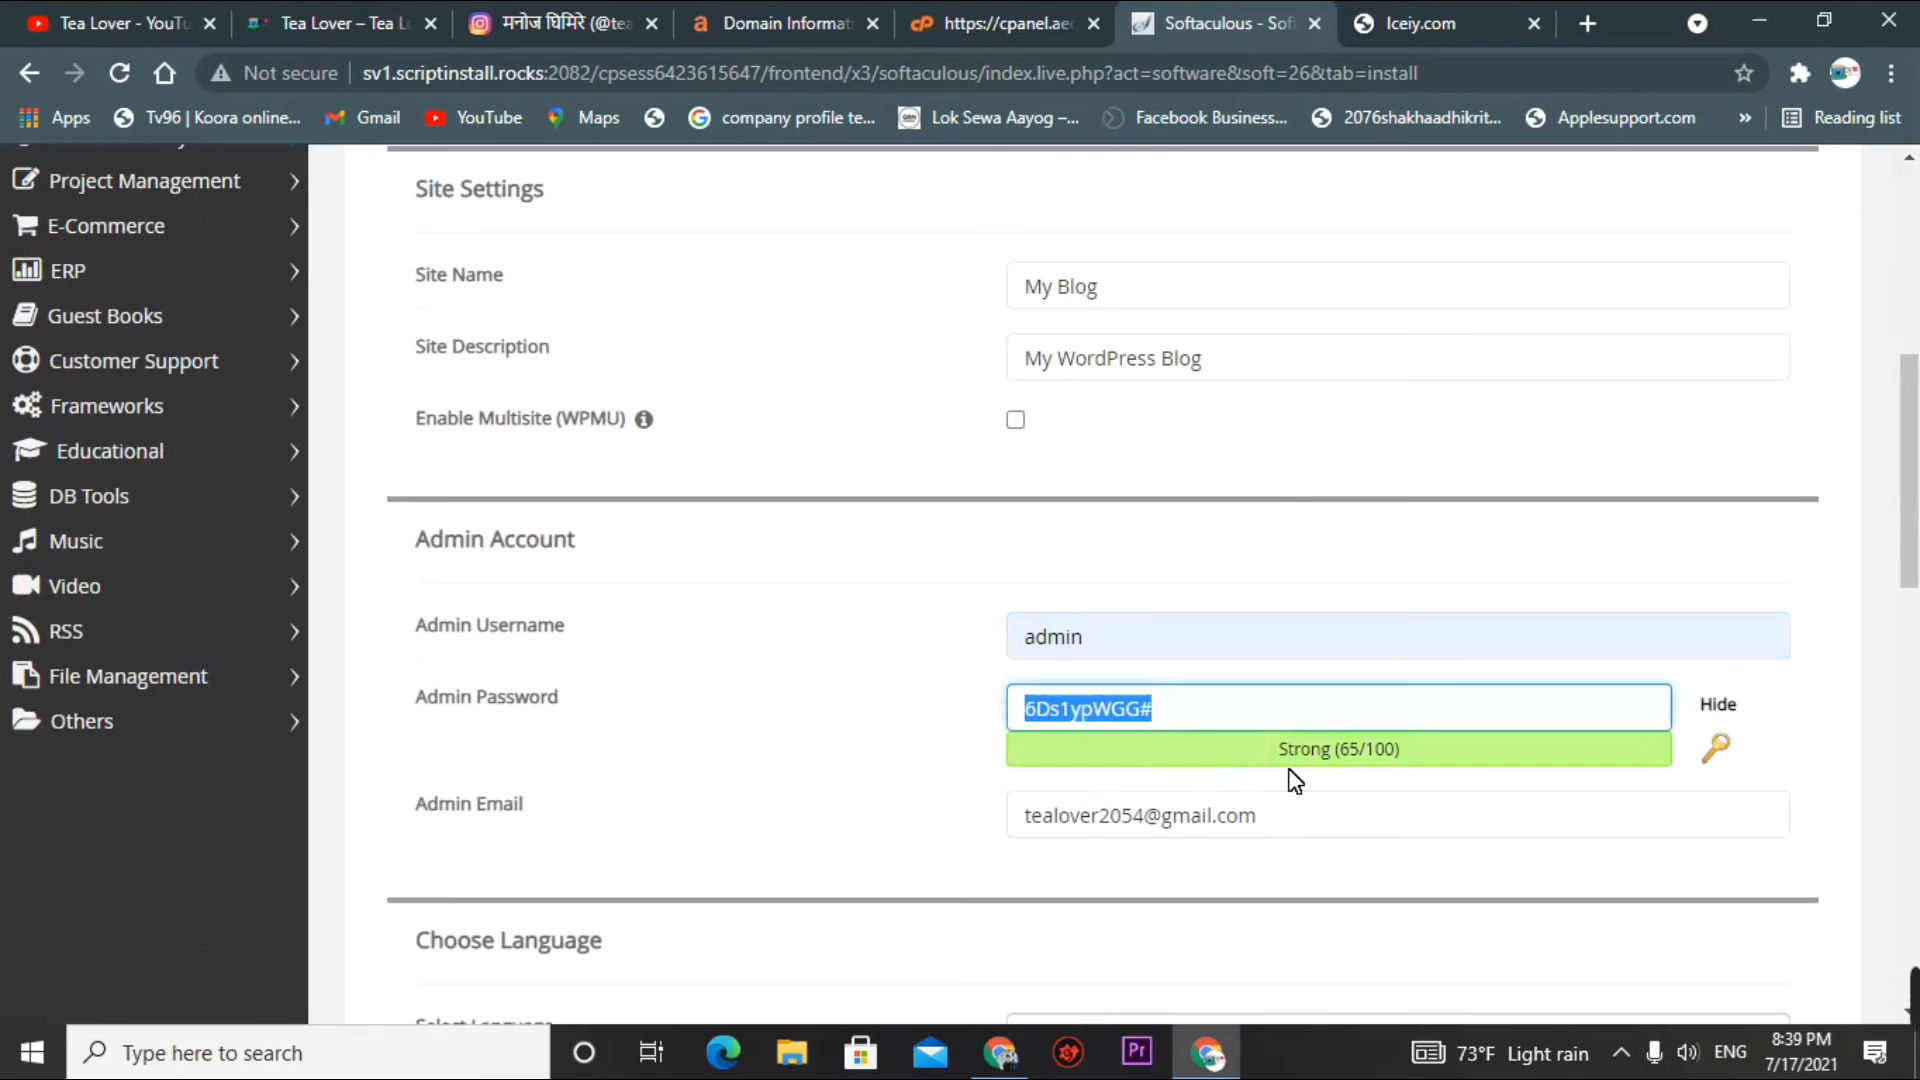 Tea Lover - YouTu
Tea Lover – Tea Lo
मनोज घिमिरे (@tea
Domain Informat
https://cpanel.aeo
Softaculous - Soft
Iceiy.com
Not secure
sv1.scriptinstall.rocks:2082/cpsess6423615647/frontend/x3/softaculous/index.live.php?act=software&soft=26&tab=install
Apps
Tv96 | Koora online...
Gmail
YouTube
Maps
company profile te...
Lok Sewa Aayog –...
Facebook Business...
2076shakhaadhikrit...
Applesupport.com
»
Reading list
Project Management
E-Commerce
ERP
Guest Books
Customer Support
Frameworks
Educational
DB Tools
Music
Video
RSS
File Management
Others
Site Settings
Site Name
My Blog
Site Description
My WordPress Blog
Enable Multisite (WPMU)
Admin Account
Admin Username
admin
Admin Password
6Ds1ypWGG#
Hide
Strong (65/100)
Admin Email
tealover2054@gmail.com
Choose Language
Select Language
Type here to search
Pr
73°F Light rain
ENG
8:39 PM
7/17/2021